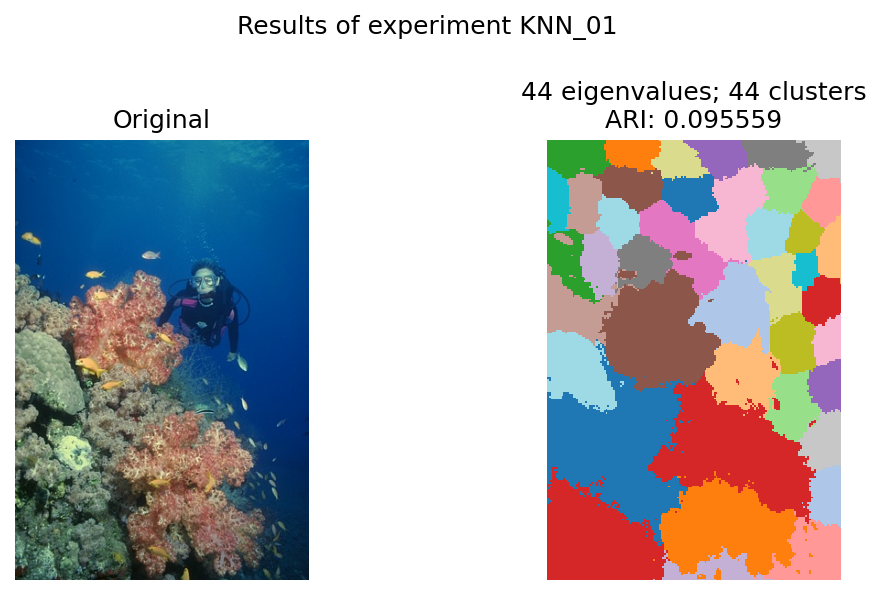 Results of experiment KNN_01
Original
44 eigenvalues; 44 clusters
ARI: 0.095559